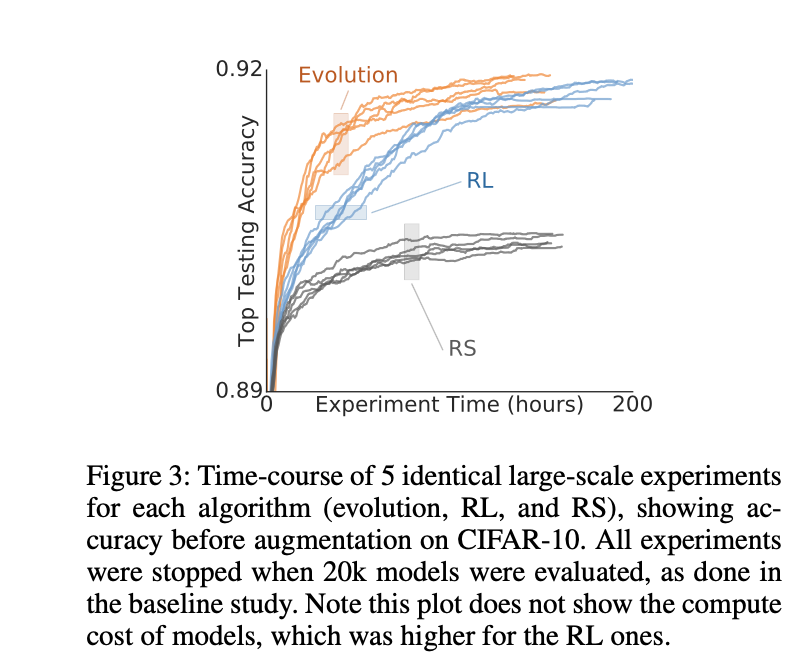 0.92
Evolution
Top Testing Accuracy
RL
RS
0.89
0
Experiment Time (hours)
200
Figure 3: Time-course of 5 identical large-scale experiments
for each algorithm (evolution, RL, and RS), showing ac-
curacy before augmentation on CIFAR-10. All experiments
were stopped when 20k models were evaluated, as done in
the baseline study. Note this plot does not show the compute
cost of models, which was higher for the RL ones.